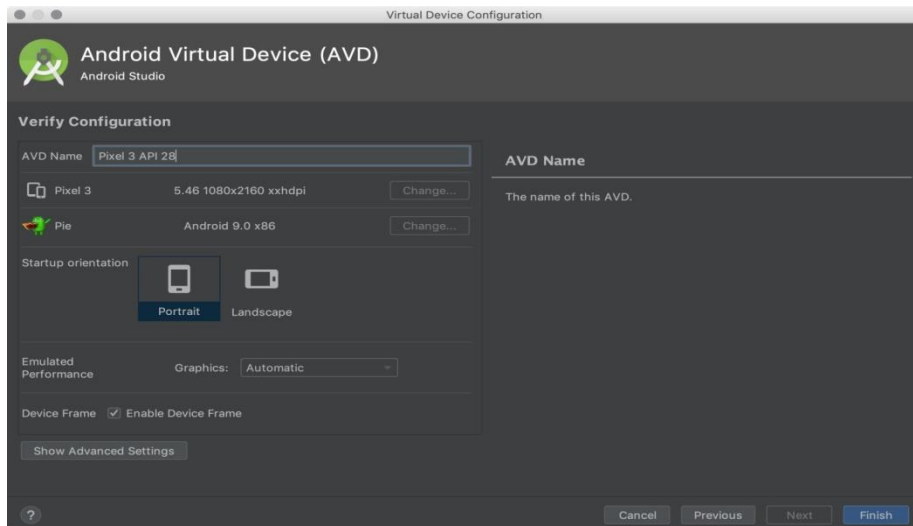 Virtual Device Configuration
Android Virtual Device (AVD)
Android Studio
Verify Configuration
AVD Name Pixel 3 API 28
Pixel 3 5.46 1080x2160 xxhdpi Change...
Pie Android 9.0 x86 Change...
Startup orientation
Portrait Landscape
Emulated
Performance Graphics: Automatic
Device Frame Enable Device Frame
Show Advanced Settings
AVD Name
The name of this AVD.
? Cancel Previous Next Finish